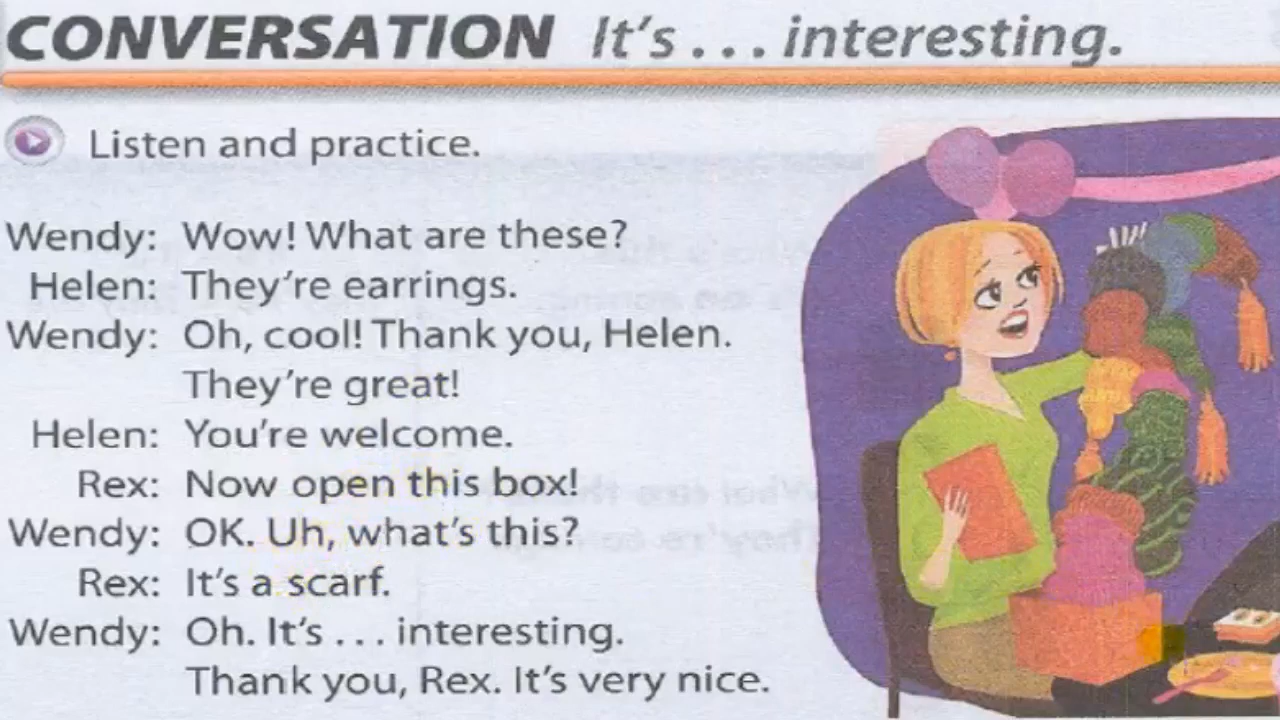 CONVERSATION It's . . . interesting.
Listen and practice.
Wendy: Wow! What are these?
Helen: They're earrings.
Wendy: Oh, cool! Thank you, Helen.
They're great!
Helen: You're welcome.
Rex: Now open this box!
Wendy: OK. Uh, what's this?
Rex: It's a scarf.
Wendy: Oh. It's . . . interesting.
Thank you, Rex. It's very nice.